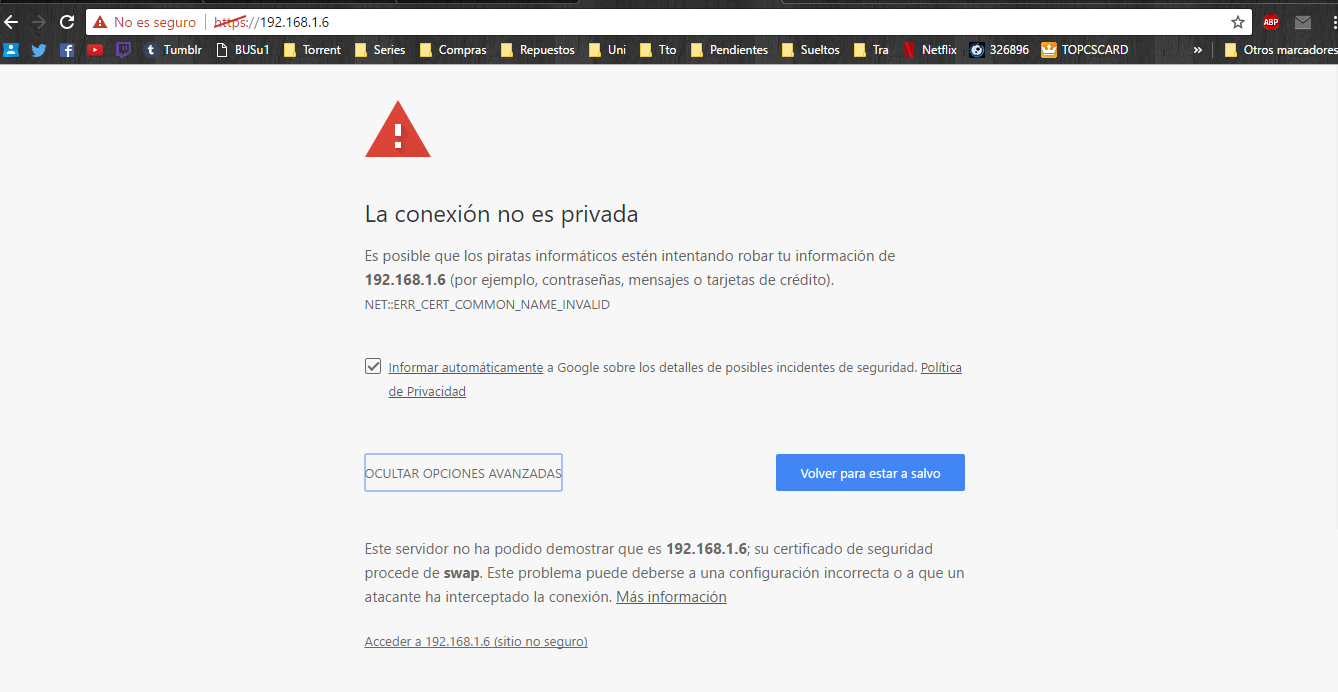 No es seguro https://192.168.1.6 ABP
Tumblr BUSu1 Torrent Series Compras Repuestos Uni Tto Pendientes Sueltos Tra Netflix 326896 TOPCSCARD » Otros marcadores
La conexión no es privada
Es posible que los piratas informáticos estén intentando robar tu información de
192.168.1.6 (por ejemplo, contraseñas, mensajes o tarjetas de crédito).
NET::ERR_CERT_COMMON_NAME_INVALID
Informar automáticamente a Google sobre los detalles de posibles incidentes de seguridad. Política
de Privacidad
OCULTAR OPCIONES AVANZADAS Volver para estar a salvo
Este servidor no ha podido demostrar que es 192.168.1.6; su certificado de seguridad
procede de swap. Este problema puede deberse a una configuración incorrecta o a que un
atacante ha interceptado la conexión. Más información
Acceder a 192.168.1.6 (sitio no seguro)